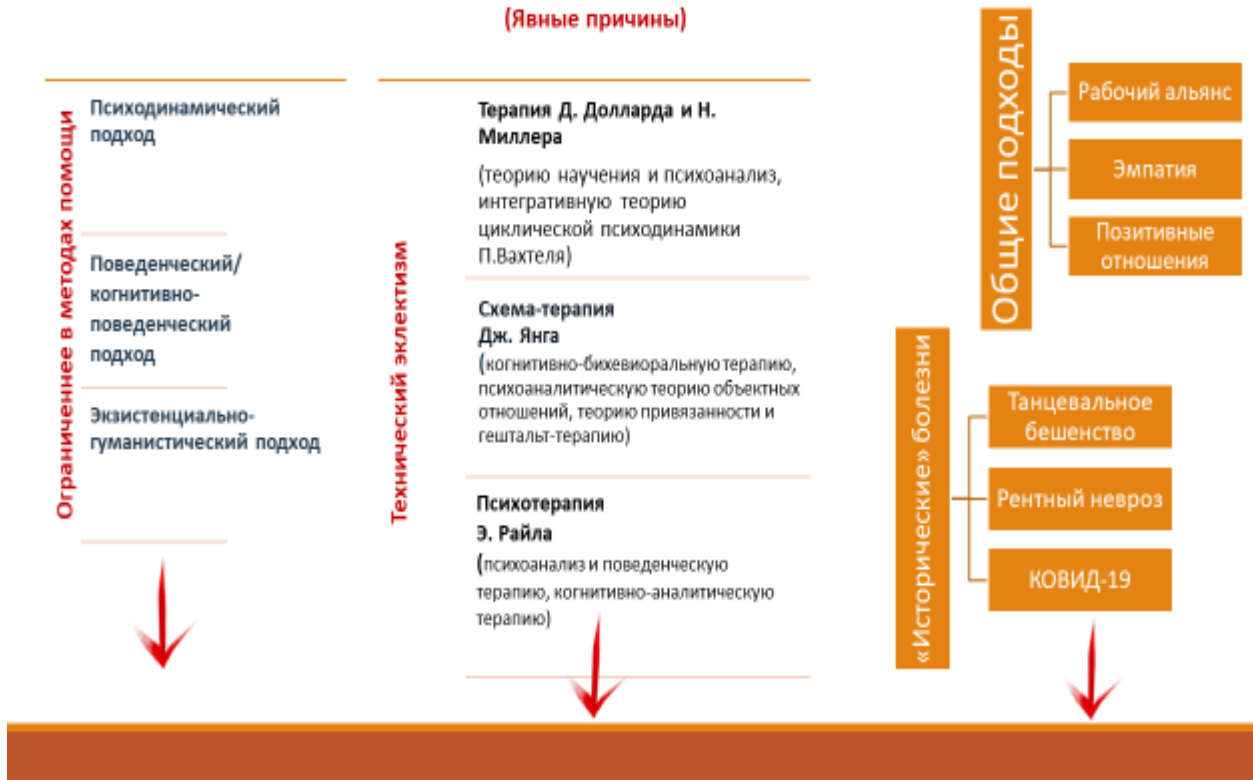 (Явные причины)
Ограниченнее в методах помощи
Психодинамический
подход
Поведенческий/
когнитивно-
поведенческий
подход
Экзистенциально-
гуманистический подход
Технический эклектизм
Терапия Д. Долларда и Н.
Миллера
(теорию научения и психоанализ,
интегративную теорию
циклической психодинамики
П.Вахтеля)
Схема-терапия
Дж. Янга
(когнитивно-бихевиоральную терапию,
психоаналитическую теорию объектных
отношений, теорию привязанности и
гештальт-терапию)
Психотерапия
Э. Райла
(психоанализ и поведенческую
терапию, когнитивно-аналитическую
терапию)
Общие подходы
Рабочий альянс
Эмпатия
Позитивные
отношения
«Исторические» болезни
Танцевальное
бешенство
Рентный невроз
КОВИД-19